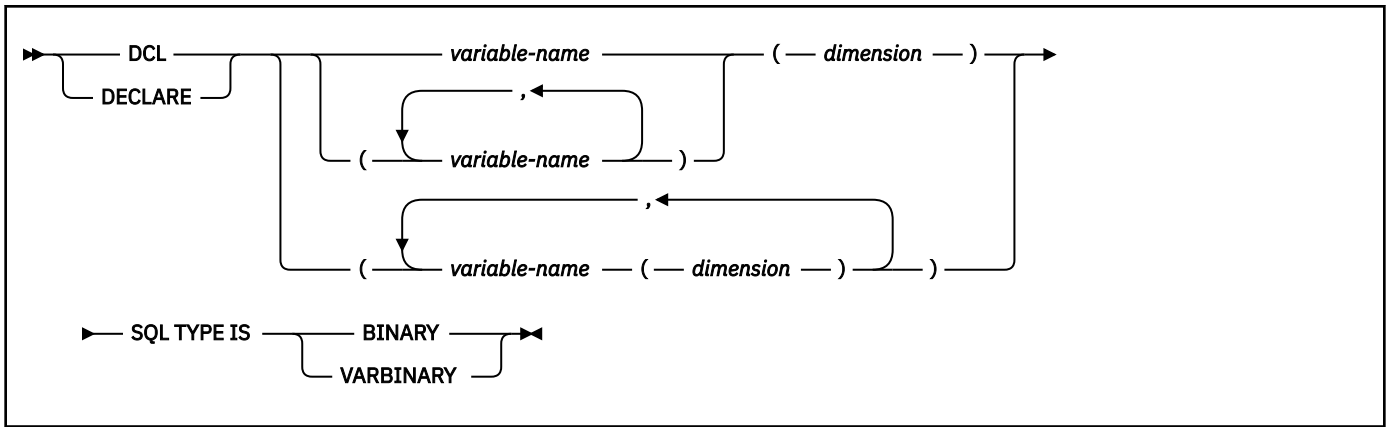 DCL variable-name ( dimension )
DECLARE ,
( variable-name )
,
( variable-name ( dimension ) )
SQL TYPE IS BINARY
VARBINARY